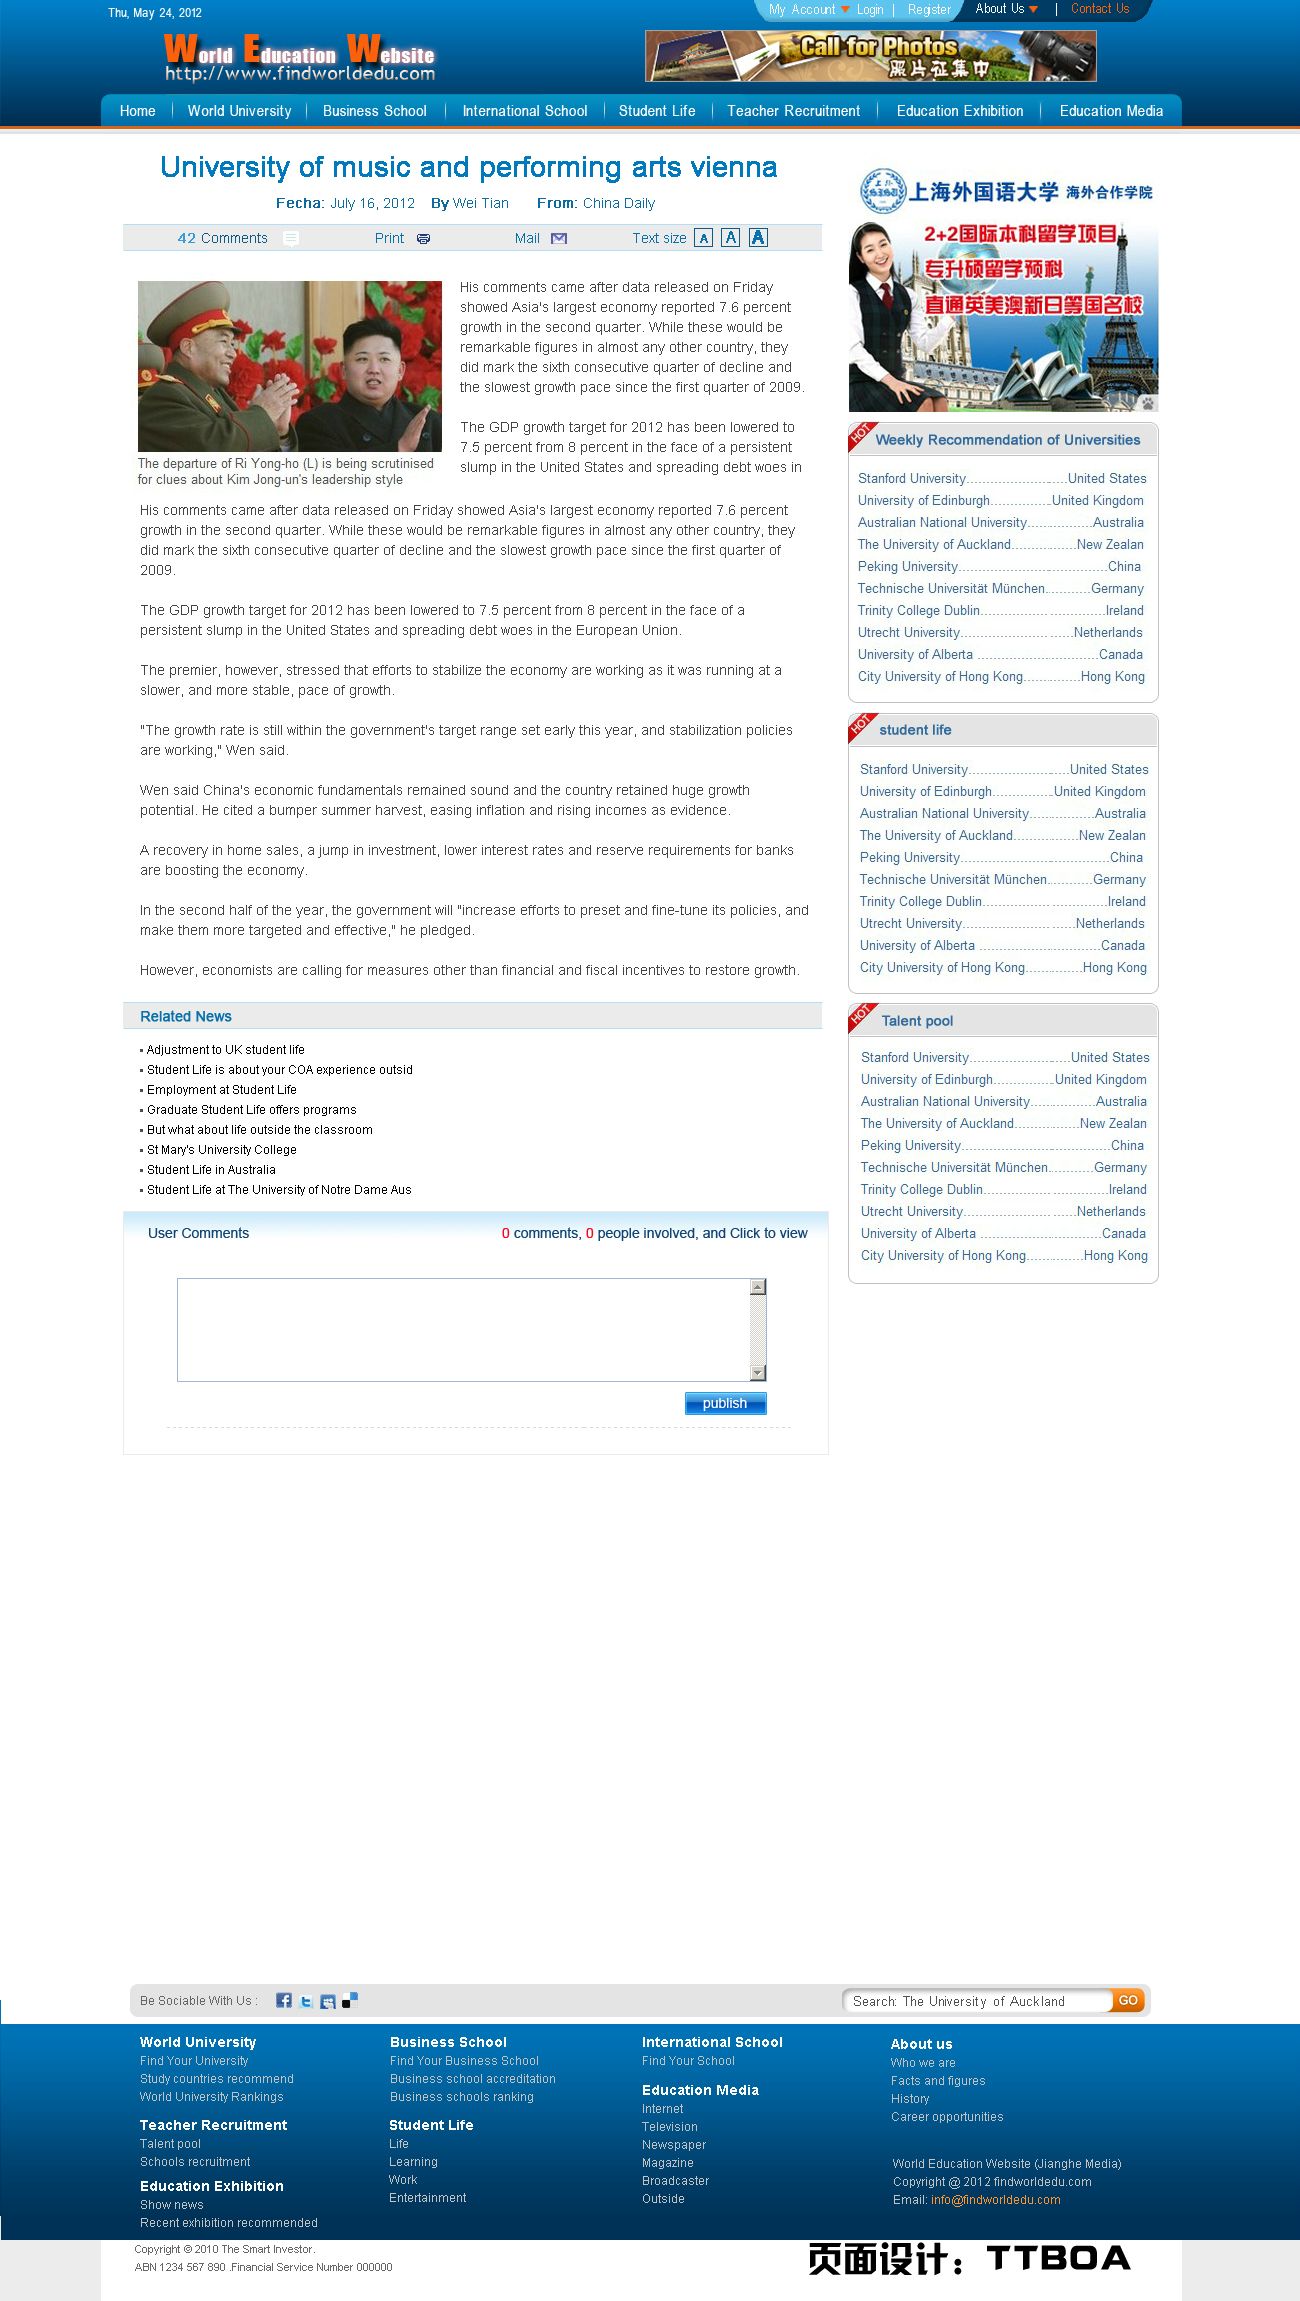 Thu, May 24, 2012
My Account Login | Register About Us | Contact Us
World Education Website
http://www.findworldedu.com
Call for Photos
照片征集中
Home World University Business School International School Student Life Teacher Recruitment Education Exhibition Education Media
University of music and performing arts vienna
Fecha: July 16, 2012 By Wei Tian From: China Daily
42 Comments Print Mail Text size A A A
His comments came after data released on Friday
showed Asia's largest economy reported 7.6 percent
growth in the second quarter. While these would be
remarkable figures in almost any other country, they
did mark the sixth consecutive quarter of decline and
the slowest growth pace since the first quarter of 2009.
The GDP growth target for 2012 has been lowered to
7.5 percent from 8 percent in the face of a persistent
slump in the United States and spreading debt woes in
The departure of Ri Yong-ho (L) is being scrutinised
for clues about Kim Jong-un's leadership style
His comments came after data released on Friday showed Asia's largest economy reported 7.6 percent
growth in the second quarter. While these would be remarkable figures in almost any other country, they
did mark the sixth consecutive quarter of decline and the slowest growth pace since the first quarter of
2009.
The GDP growth target for 2012 has been lowered to 7.5 percent from 8 percent in the face of a
persistent slump in the United States and spreading debt woes in the European Union.
The premier, however, stressed that efforts to stabilize the economy are working as it was running at a
slower, and more stable, pace of growth.
"The growth rate is still within the government's target range set early this year, and stabilization policies
are working," Wen said.
Wen said China's economic fundamentals remained sound and the country retained huge growth
potential. He cited a bumper summer harvest, easing inflation and rising incomes as evidence.
A recovery in home sales, a jump in investment, lower interest rates and reserve requirements for banks
are boosting the economy.
In the second half of the year, the government will "increase efforts to preset and fine-tune its policies, and
make them more targeted and effective," he pledged.
However, economists are calling for measures other than financial and fiscal incentives to restore growth.
Related News
Adjustment to UK student life
Student Life is about your COA experience outsid
Employment at Student Life
Graduate Student Life offers programs
But what about life outside the classroom
St Mary's University College
Student Life in Australia
Student Life at The University of Notre Dame Aus
User Comments 0 comments, 0 people involved, and Click to view
publish
上海外国语大学 海外合作学院
2+2国际本科留学项目
专升硕留学预科
直通英美澳新日等国名校
HOT Weekly Recommendation of Universities
Stanford University........................United States
University of Edinburgh...............United Kingdom
Australian National University................Australia
The University of Auckland................New Zealan
Peking University.....................................China
Technische Universität München...........Germany
Trinity College Dublin...............................Ireland
Utrecht University............................Netherlands
University of Alberta ..............................Canada
City University of Hong Kong..............Hong Kong
HOT student life
Stanford University........................United States
University of Edinburgh...............United Kingdom
Australian National University................Australia
The University of Auckland................New Zealan
Peking University.....................................China
Technische Universität München...........Germany
Trinity College Dublin...............................Ireland
Utrecht University............................Netherlands
University of Alberta ..............................Canada
City University of Hong Kong..............Hong Kong
HOT Talent pool
Stanford University........................United States
University of Edinburgh...............United Kingdom
Australian National University................Australia
The University of Auckland................New Zealan
Peking University.....................................China
Technische Universität München...........Germany
Trinity College Dublin...............................Ireland
Utrecht University............................Netherlands
University of Alberta ..............................Canada
City University of Hong Kong..............Hong Kong
Be Sociable With Us : Search: The University of Auckland GO
World University
Find Your University
Study countries recommend
World University Rankings
Teacher Recruitment
Talent pool
Schools recruitment
Education Exhibition
Show news
Recent exhibition recommended
Business School
Find Your Business School
Business school accreditation
Business schools ranking
Student Life
Life
Learning
Work
Entertainment
International School
Find Your School
Education Media
Internet
Television
Newspaper
Magazine
Broadcaster
Outside
About us
Who we are
Facts and figures
History
Career opportunities
World Education Website (Jianghe Media)
Copyright @ 2012 findworldedu.com
Email: info@findworldedu.com
Copyright © 2010 The Smart Investor.
ABN 1234 567 890 .Financial Service Number 000000
页面设计：TTBOA